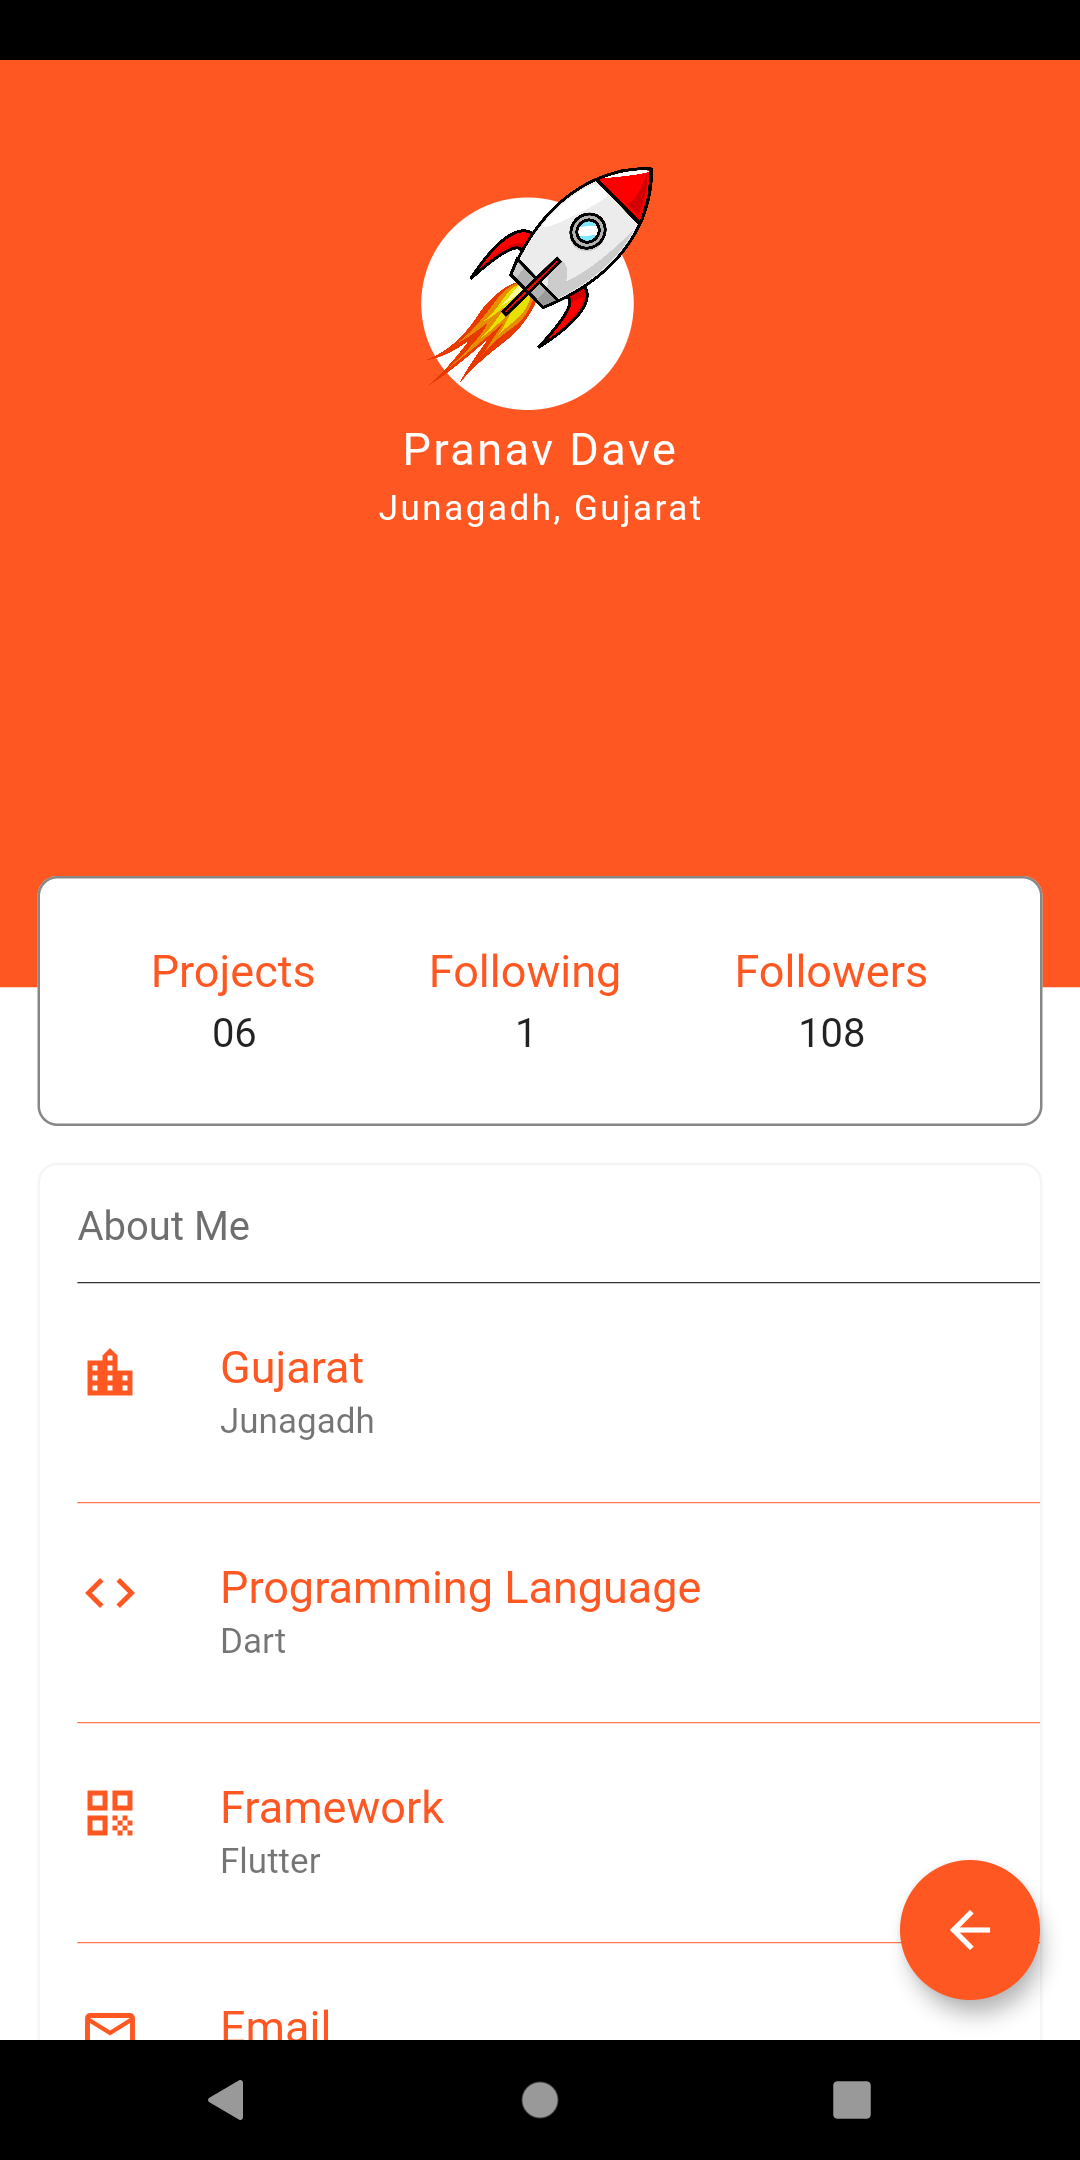 Pranav Dave
Junagadh, Gujarat
Projects Following Followers
06 1 108
About Me
Gujarat
Junagadh
Programming Language
Dart
Framework
Flutter
Email